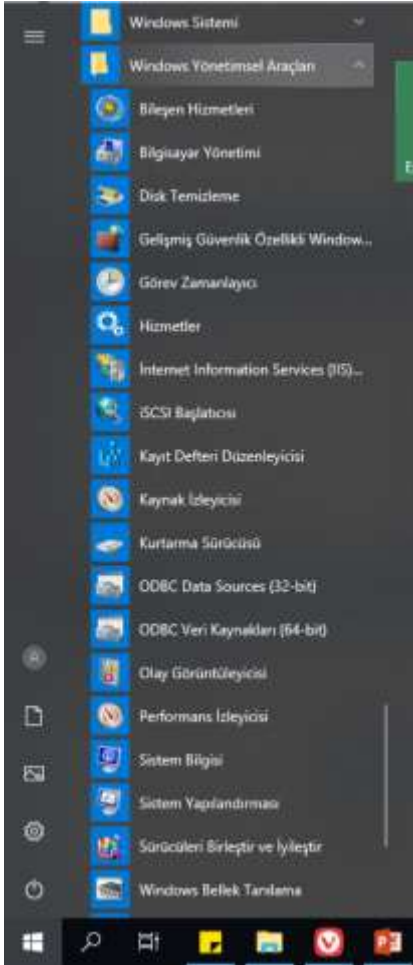 Windows Sistemi
Windows Yönetimsel Araçları
Bileşen Hizmetleri
Bilgisayar Yönetimi
Disk Temizleme
Gelişmiş Güvenlik Özellikli Window...
Görev Zamanlayıcı
Hizmetler
Internet Information Services (IIS)...
iSCSI Başlatıcısı
Kayıt Defteri Düzenleyicisi
Kaynak İzleyicisi
Kurtarma Sürücüsü
ODBC Data Sources (32-bit)
ODBC Veri Kaynakları (64-bit)
Olay Görüntüleyicisi
Performans İzleyicisi
Sistem Bilgisi
Sistem Yapılandırması
Sürücüleri Birleştir ve İyileştir
Windows Bellek Tanılama
E